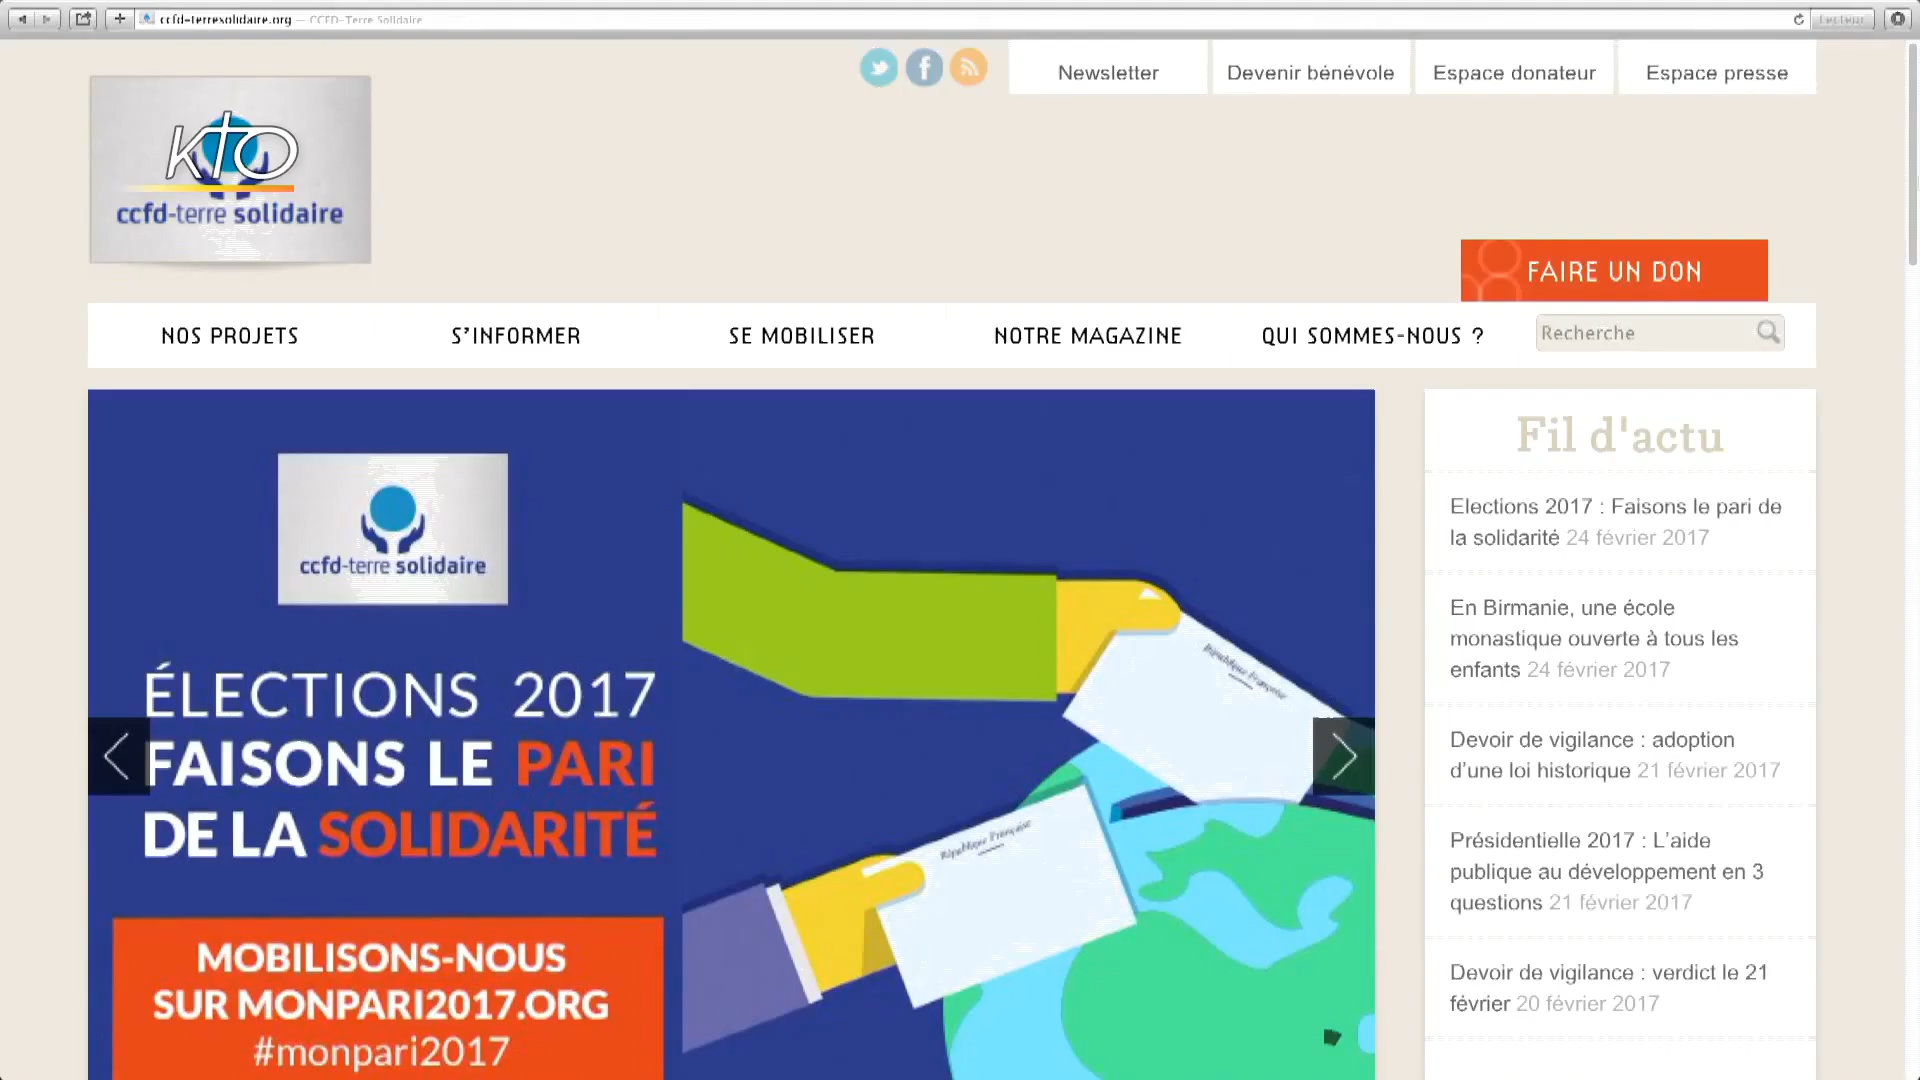 ccfd-terresolidaire.org — CCFD-Terre Solidaire
Lecteur
Newsletter
Devenir bénévole
Espace donateur
Espace presse
KTO
ccfd-terre solidaire
FAIRE UN DON
NOS PROJETS
S'INFORMER
SE MOBILISER
NOTRE MAGAZINE
QUI SOMMES-NOUS ?
Recherche
ccfd-terre solidaire
ÉLECTIONS 2017
FAISONS LE PARI
DE LA SOLIDARITÉ
MOBILISONS-NOUS
SUR MONPARI2017.ORG
#monpari2017
République Française
République Française
Fil d'actu
Elections 2017 : Faisons le pari de
la solidarité 24 février 2017
En Birmanie, une école
monastique ouverte à tous les
enfants 24 février 2017
Devoir de vigilance : adoption
d'une loi historique 21 février 2017
Présidentielle 2017 : L'aide
publique au développement en 3
questions 21 février 2017
Devoir de vigilance : verdict le 21
février 20 février 2017